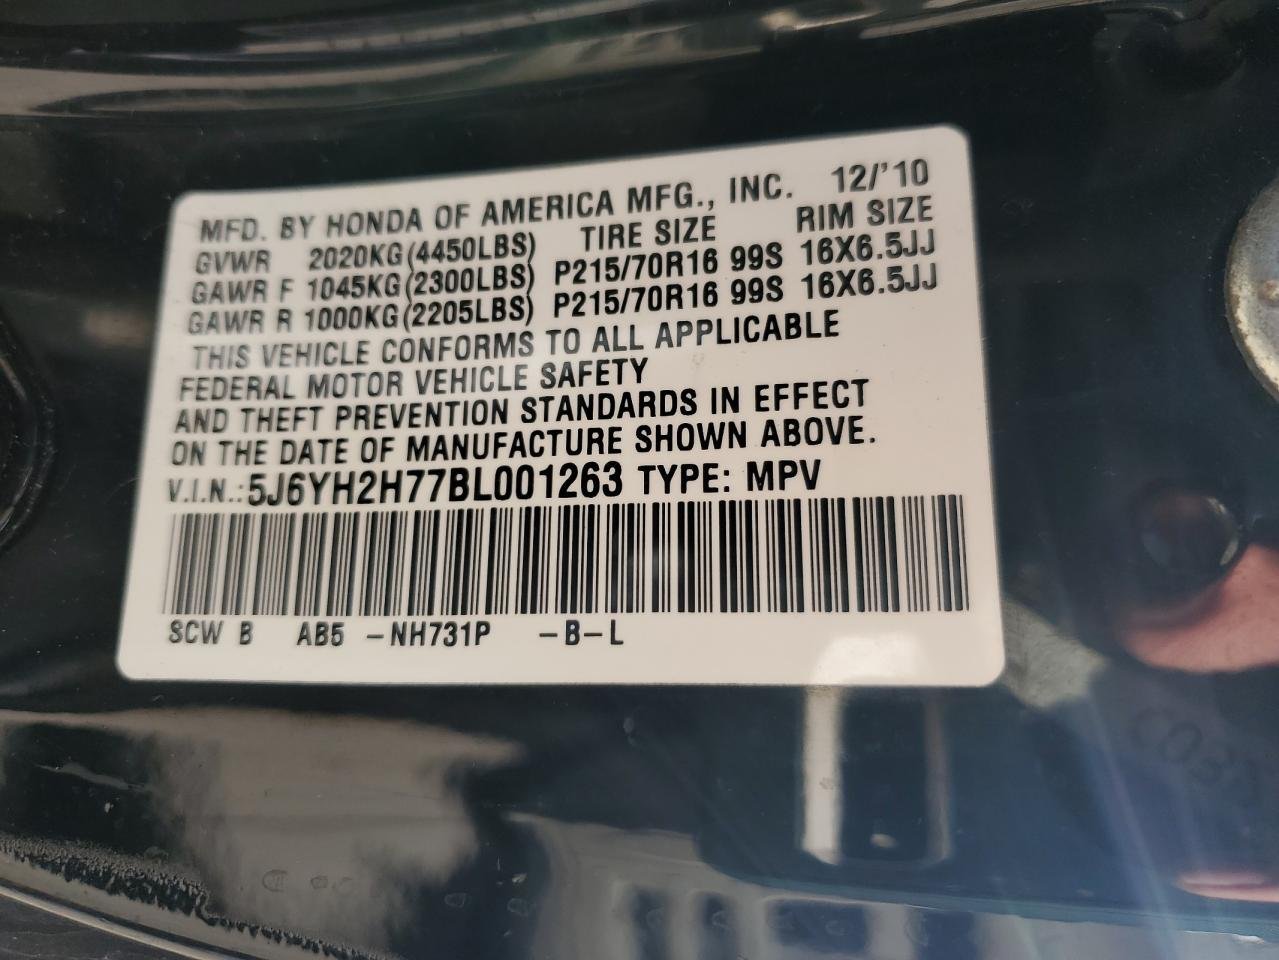 MFD. BY HONDA OF AMERICA MFG., INC. 12/'10
GVWR 2020KG(4450LBS) TIRE SIZE RIM SIZE
GAWR F 1045KG(2300LBS) P215/70R16 99S 16X6.5JJ
GAWR R 1000KG(2205LBS) P215/70R16 99S 16X6.5JJ
THIS VEHICLE CONFORMS TO ALL APPLICABLE
FEDERAL MOTOR VEHICLE SAFETY
AND THEFT PREVENTION STANDARDS IN EFFECT
ON THE DATE OF MANUFACTURE SHOWN ABOVE.
V.I.N.:5J6YH2H77BL001263 TYPE: MPV
SCW B AB5 -NH731P -B-L